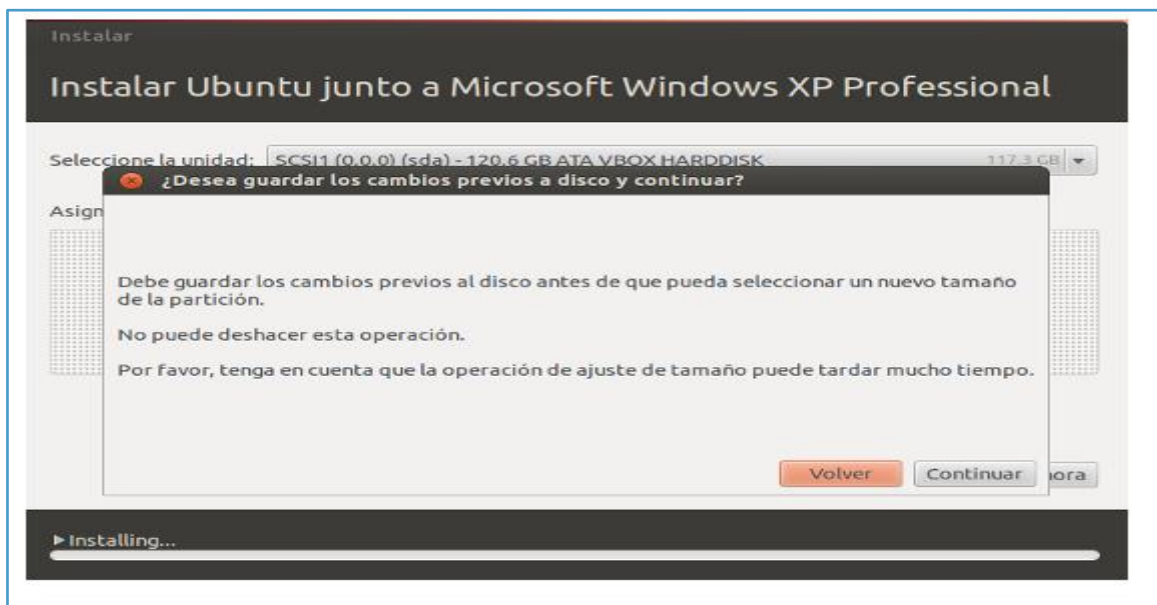 Instalar
Instalar Ubuntu junto a Microsoft Windows XP Professional
Seleccione la unidad: SCSI1 (0,0,0) (sda) - 120.6 GB ATA VBOX HARDDISK 117.3 GB
¿Desea guardar los cambios previos a disco y continuar?
Asign
Debe guardar los cambios previos al disco antes de que pueda seleccionar un nuevo tamaño
de la partición.
No puede deshacer esta operación.
Por favor, tenga en cuenta que la operación de ajuste de tamaño puede tardar mucho tiempo.
Volver Continuar hora
Installing...